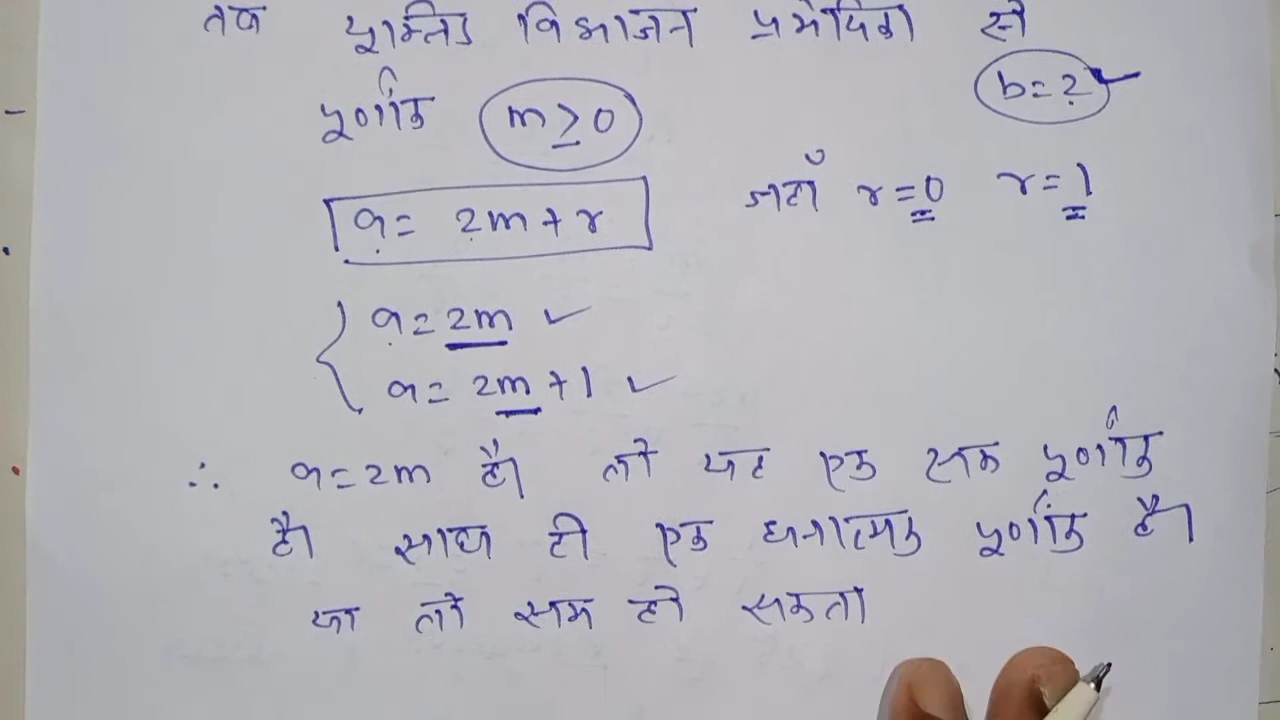 तब यूक्लिड विभाजन प्रमेयिका से
पूर्णांक m ≥ 0 b = 2
a = 2m + r जहाँ r = 0 r = 1
a = 2m ✓
a = 2m + 1 ✓
∴ a = 2m है। तो यह एक सम पूर्णांक
है। साथ ही एक धनात्मक पूर्णांक है।
या तो सम हो सकता